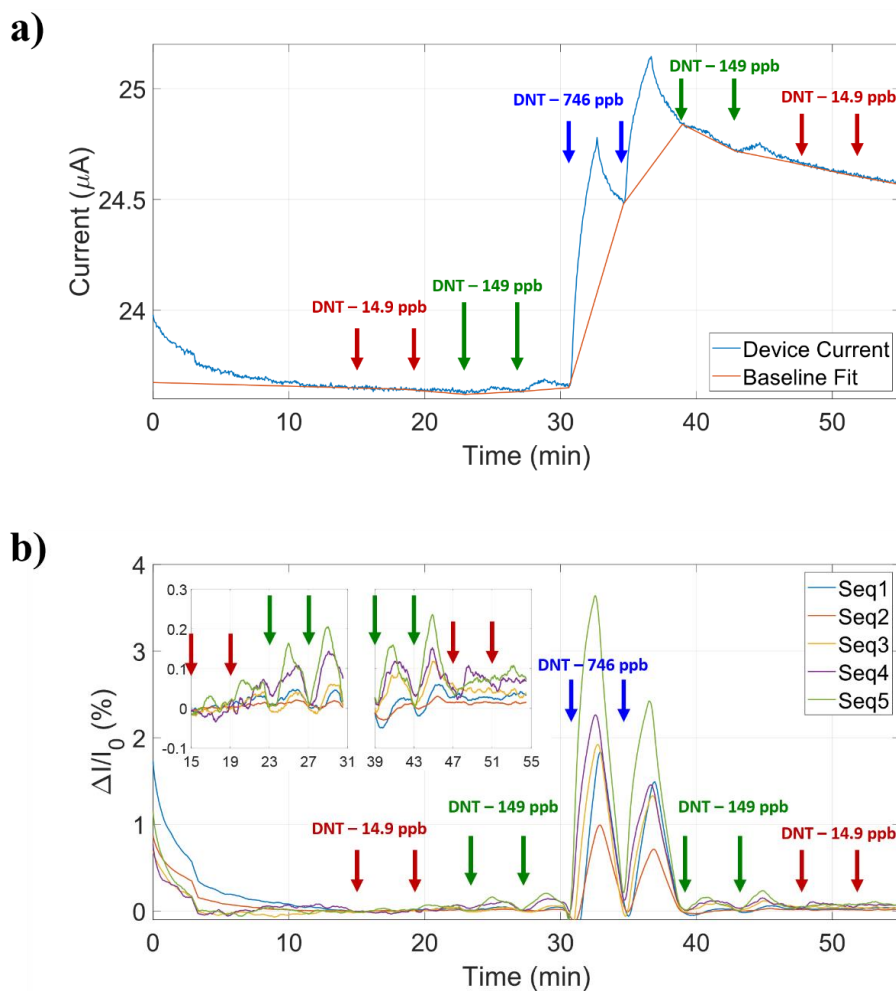 a)
25
24.5
24
Current (μA)
DNT – 746 ppb
DNT – 149 ppb
DNT – 14.9 ppb
DNT – 14.9 ppb
DNT – 149 ppb
Device Current
Baseline Fit
0 10 20 30 40 50
Time (min)
b)
4
3
2
1
0
ΔI/I0 (%)
0.3
0.2
0.1
0
-0.1
15 19 23 27 31
39 43 47 51 55
Seq1
Seq2
Seq3
Seq4
Seq5
DNT – 746 ppb
DNT – 14.9 ppb
DNT – 149 ppb
DNT – 149 ppb
DNT – 14.9 ppb
0 10 20 30 40 50
Time (min)